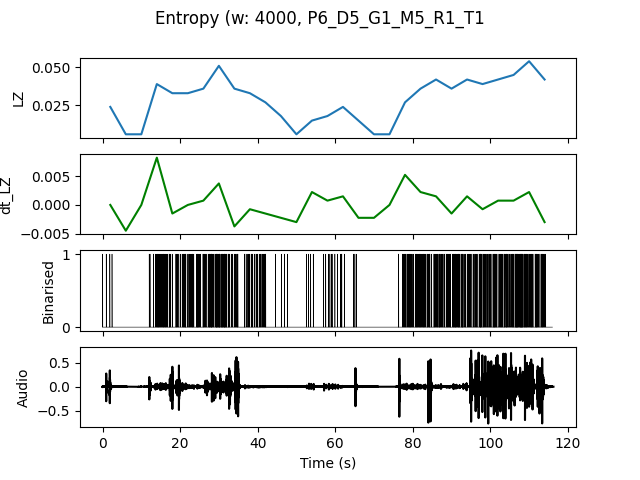 Entropy (w: 4000, P6_D5_G1_M5_R1_T1
0.050
0.025
LZ
0.005
0.000
−0.005
dt_LZ
1
0
Binarised
0.5
0.0
−0.5
Audio
0 20 40 60 80 100 120
Time (s)